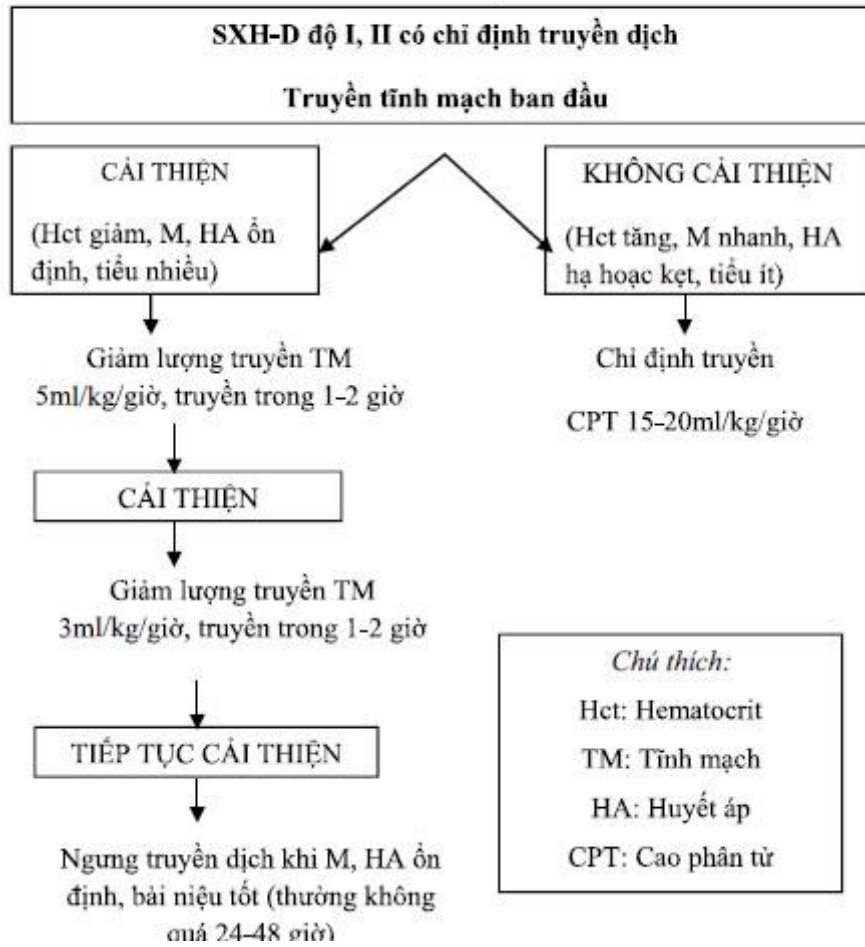 SXH-D độ I, II có chỉ định truyền dịch
Truyền tĩnh mạch ban đầu
CẢI THIỆN
(Hct giảm, M, HA ổn
định, tiểu nhiều)
KHÔNG CẢI THIỆN
(Hct tăng, M nhanh, HA
hạ hoạc kẹt, tiểu ít)
Giảm lượng truyền TM
5ml/kg/giờ, truyền trong 1-2 giờ
Chỉ định truyền
CPT 15-20ml/kg/giờ
CẢI THIỆN
Giảm lượng truyền TM
3ml/kg/giờ, truyền trong 1-2 giờ
TIẾP TỤC CẢI THIỆN
Ngưng truyền dịch khi M, HA ổn
định, bài niệu tốt (thường không
quá 24-48 giờ)
Chú thích:
Hct: Hematocrit
TM: Tĩnh mạch
HA: Huyết áp
CPT: Cao phân tử